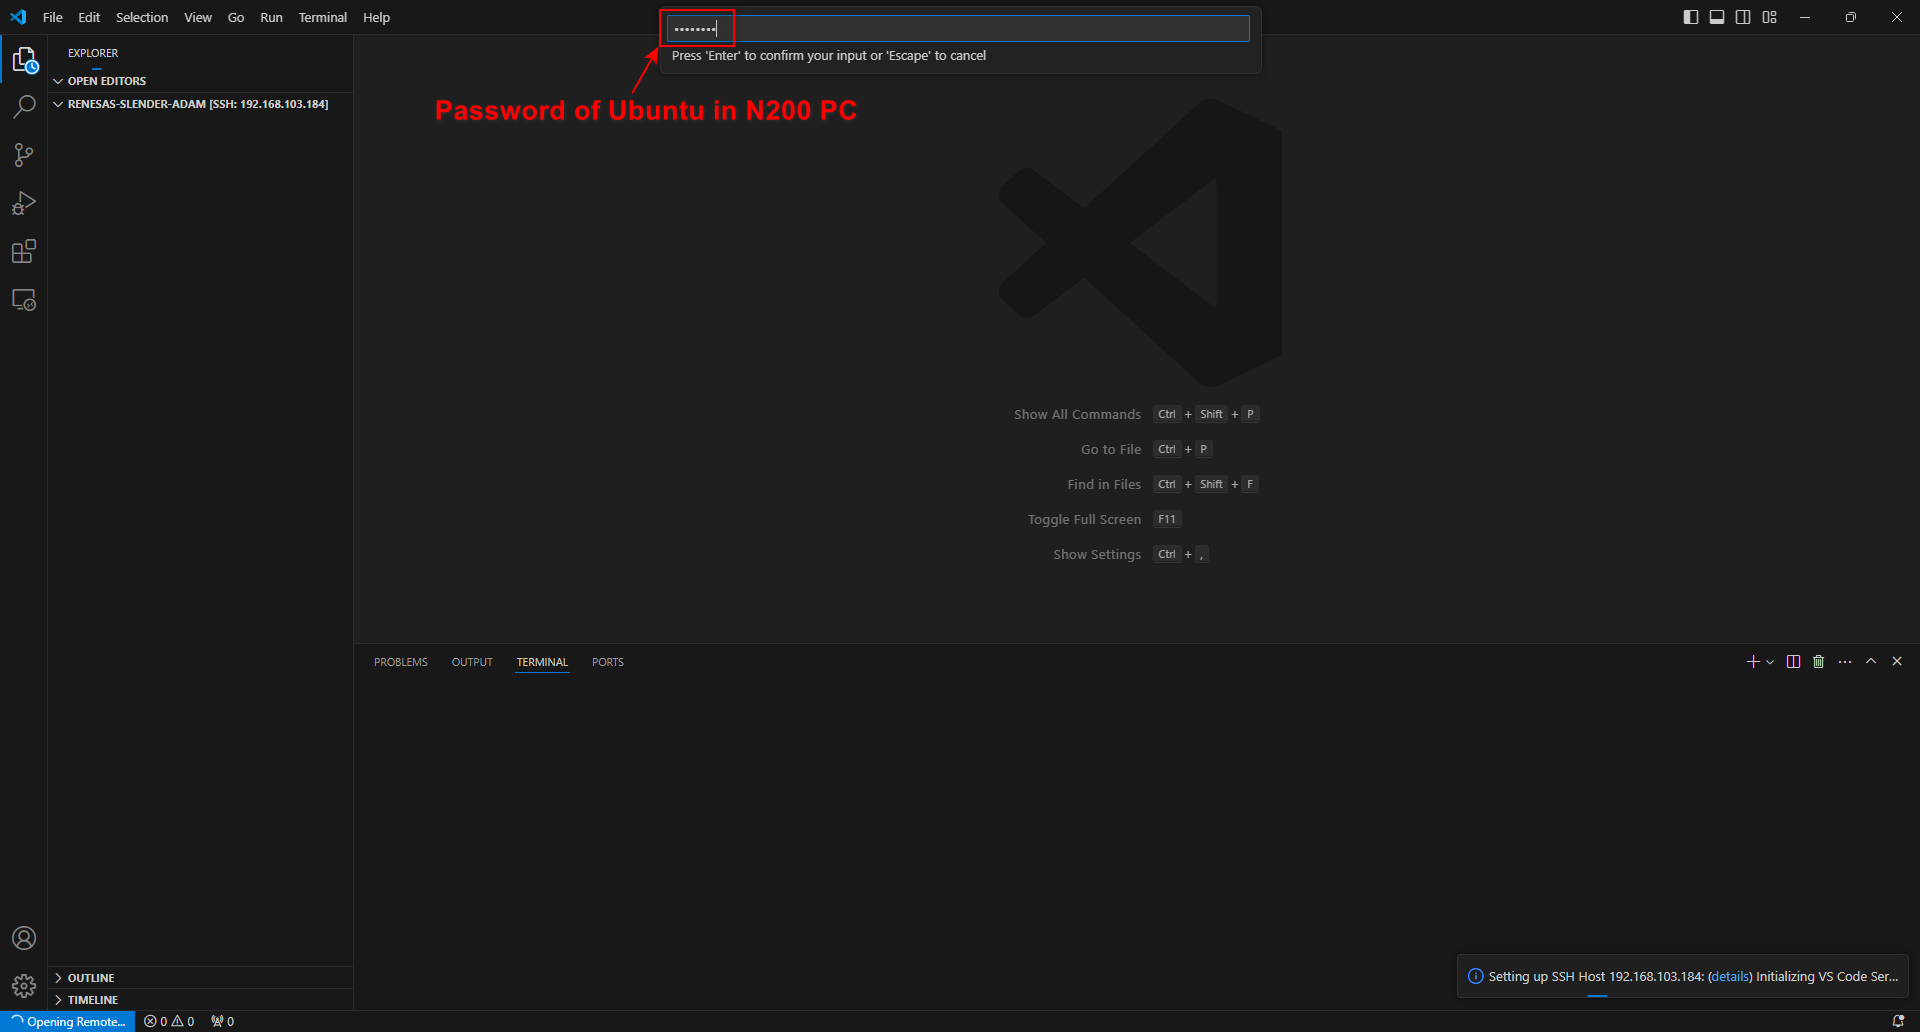 File Edit Selection View Go Run Terminal Help
••••••••
Press 'Enter' to confirm your input or 'Escape' to cancel
Password of Ubuntu in N200 PC
EXPLORER
OPEN EDITORS
RENESAS-SLENDER-ADAM [SSH: 192.168.103.184]
Show All Commands Ctrl + Shift + P
Go to File Ctrl + P
Find in Files Ctrl + Shift + F
Toggle Full Screen F11
Show Settings Ctrl + ,
PROBLEMS OUTPUT TERMINAL PORTS
OUTLINE
TIMELINE
Setting up SSH Host 192.168.103.184: (details) Initializing VS Code Ser...
Opening Remote... 0 0 0